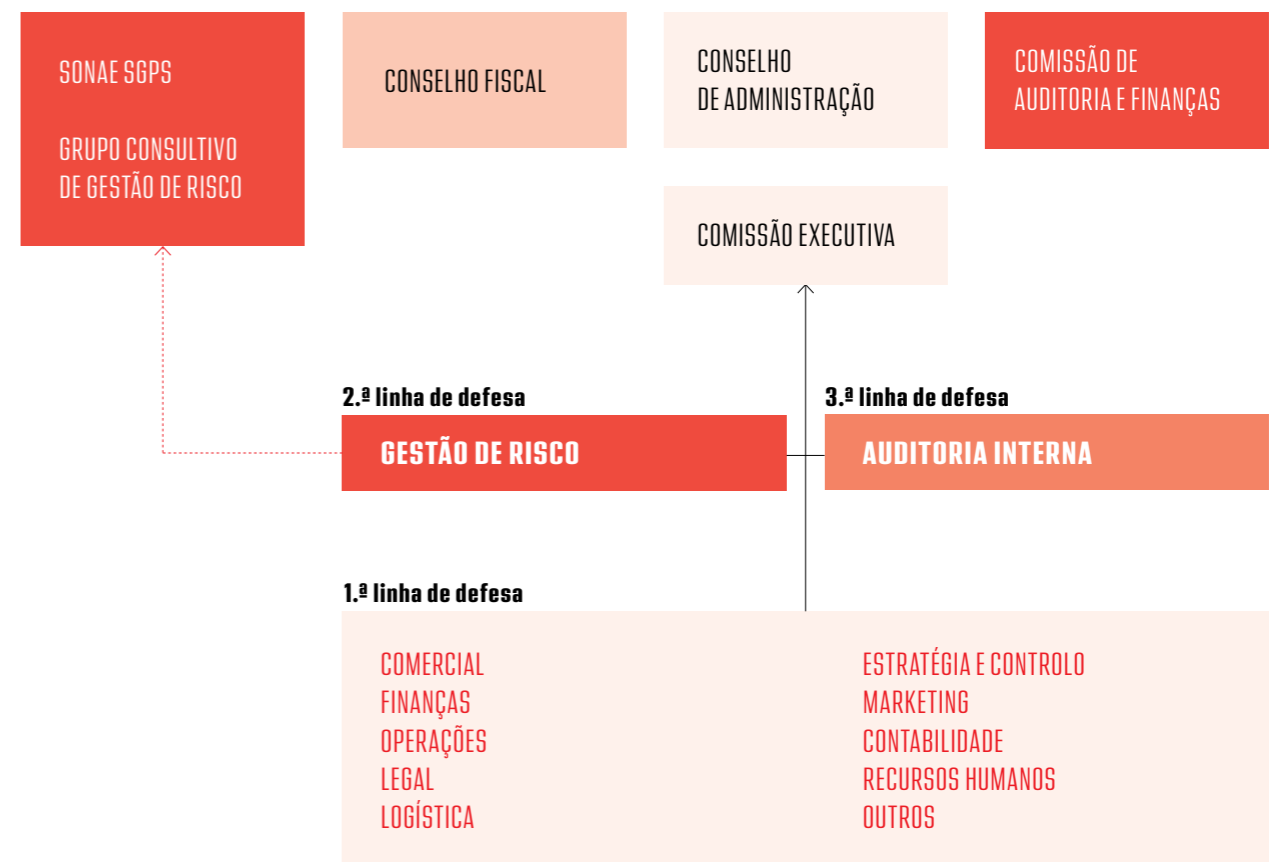 SONAE SGPS
GRUPO CONSULTIVO
DE GESTÃO DE RISCO
CONSELHO FISCAL
CONSELHO
DE ADMINISTRAÇÃO
COMISSÃO DE
AUDITORIA E FINANÇAS
COMISSÃO EXECUTIVA
2.ª linha de defesa
GESTÃO DE RISCO
3.ª linha de defesa
AUDITORIA INTERNA
1.ª linha de defesa
COMERCIAL
FINANÇAS
OPERAÇÕES
LEGAL
LOGÍSTICA
ESTRATÉGIA E CONTROLO
MARKETING
CONTABILIDADE
RECURSOS HUMANOS
OUTROS